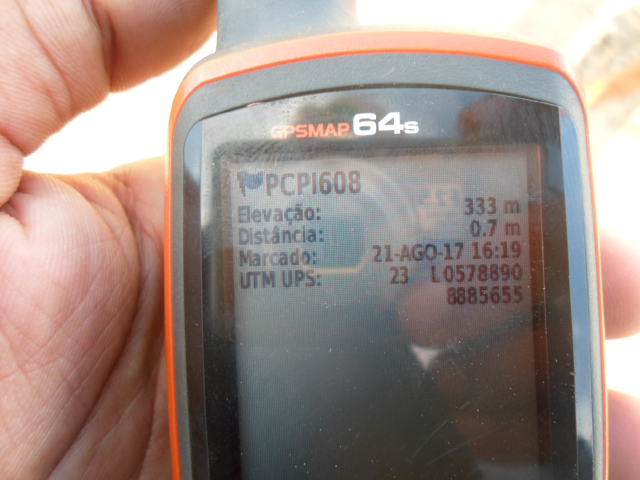 GPSMAP 64s
PCPI608
Elevação: 333 m
Distância: 0.7 m
Marcado: 21-AGO-17 16:19
UTM UPS: 23 L 0578890
8885655